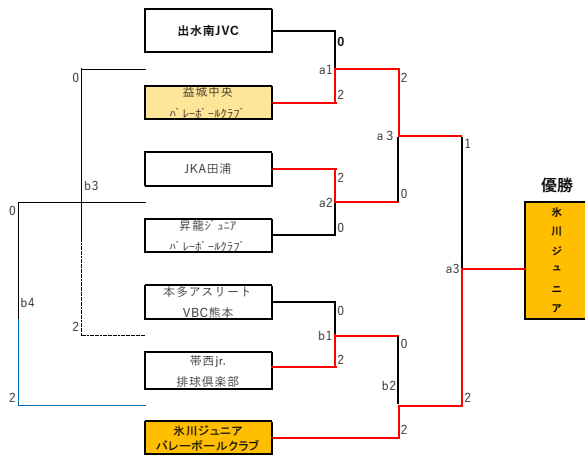 出水南JVC
0
a1
2
0
益城中央
ﾊﾞﾚｰﾎﾞｰﾙｸﾗﾌﾞ
2
a 3
1
b3
JKA田浦
2
a2
0
優勝
氷川ジュニア
0
昇龍ｼﾞｭﾆｱ
ﾊﾞﾚｰﾎﾞｰﾙｸﾗﾌﾞ
0
a3
b4
本多アスリート
VBC熊本
0
2
b1
0
帯西jr.
排球倶楽部
2
b2
2
2
氷川ジュニア
バレーボールクラブ
2